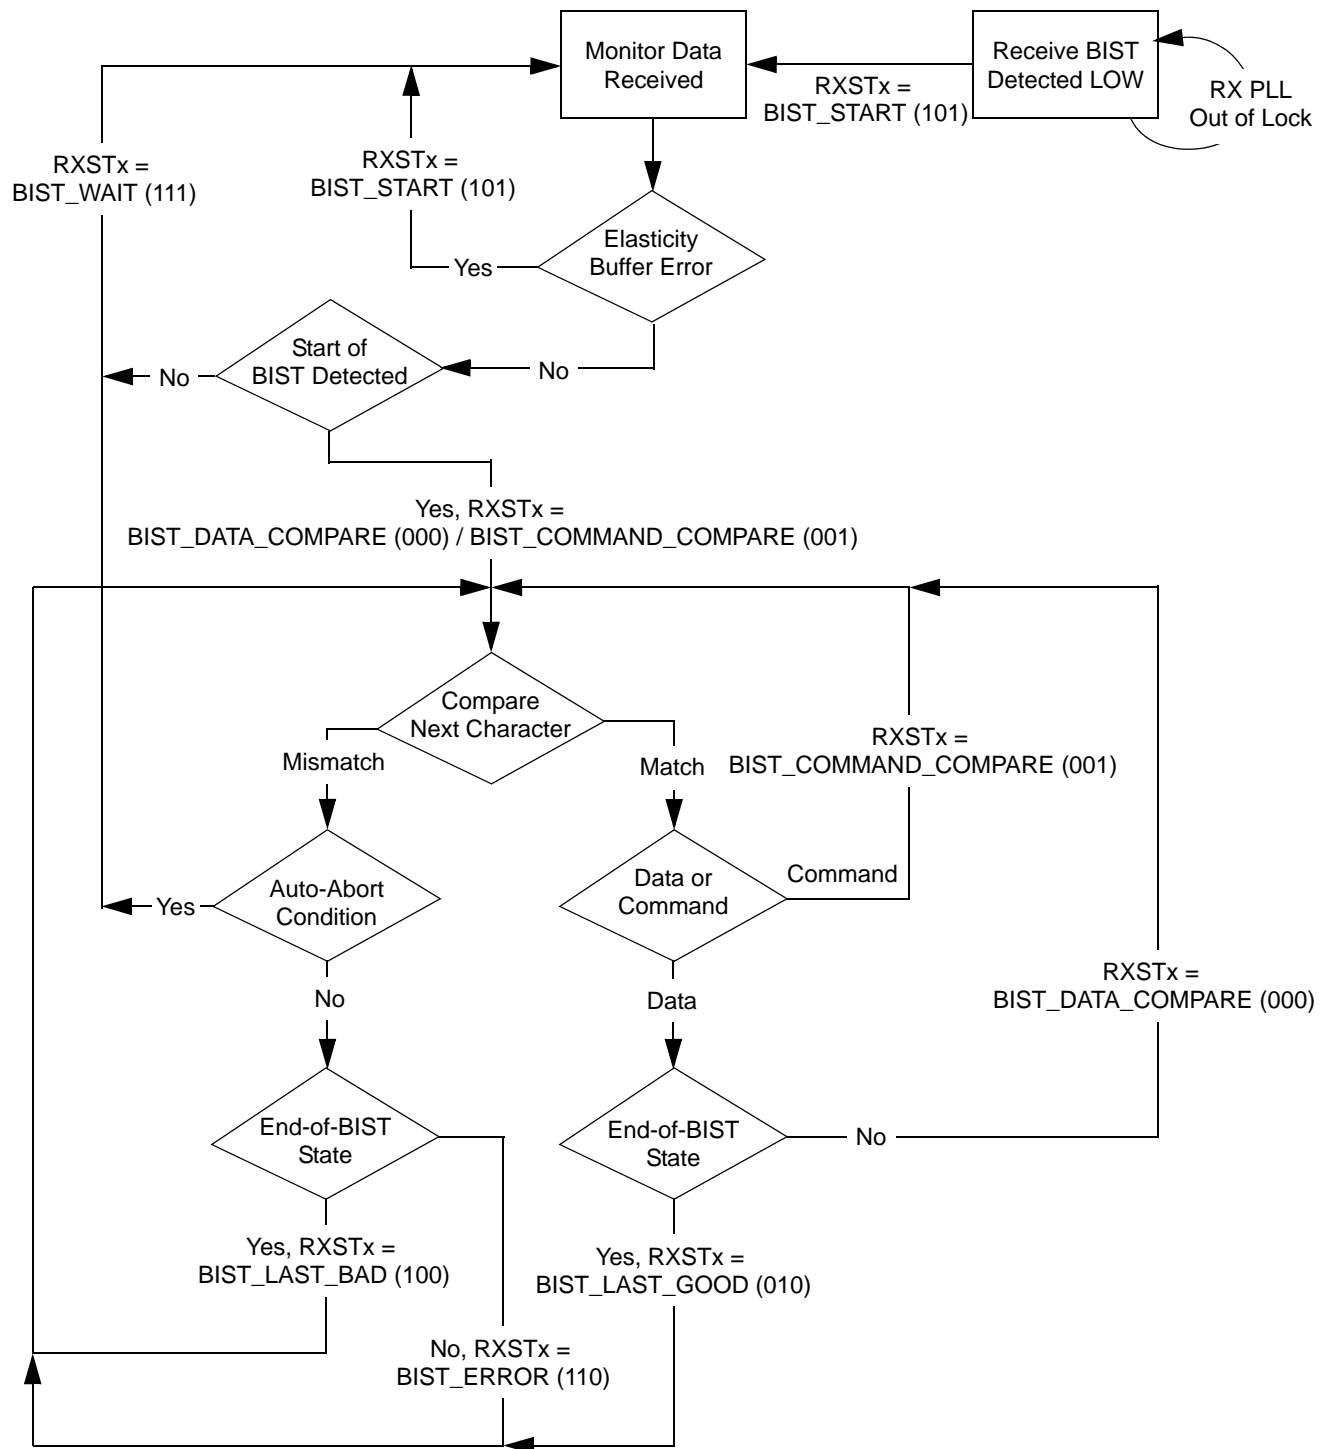 Monitor Data
Received
Receive BIST
Detected LOW
RXSTx =
BIST_START (101)
RX PLL
Out of Lock
RXSTx =
BIST_WAIT (111)
RXSTx =
BIST_START (101)
Elasticity
Buffer Error
Yes
Start of
BIST Detected
No
No
Yes, RXSTx =
BIST_DATA_COMPARE (000) / BIST_COMMAND_COMPARE (001)
Compare
Next Character
Mismatch
Match
RXSTx =
BIST_COMMAND_COMPARE (001)
Auto-Abort
Condition
Yes
Data or
Command
Command
No
Data
RXSTx =
BIST_DATA_COMPARE (000)
End-of-BIST
State
End-of-BIST
State
No
Yes, RXSTx =
BIST_LAST_BAD (100)
Yes, RXSTx =
BIST_LAST_GOOD (010)
No, RXSTx =
BIST_ERROR (110)